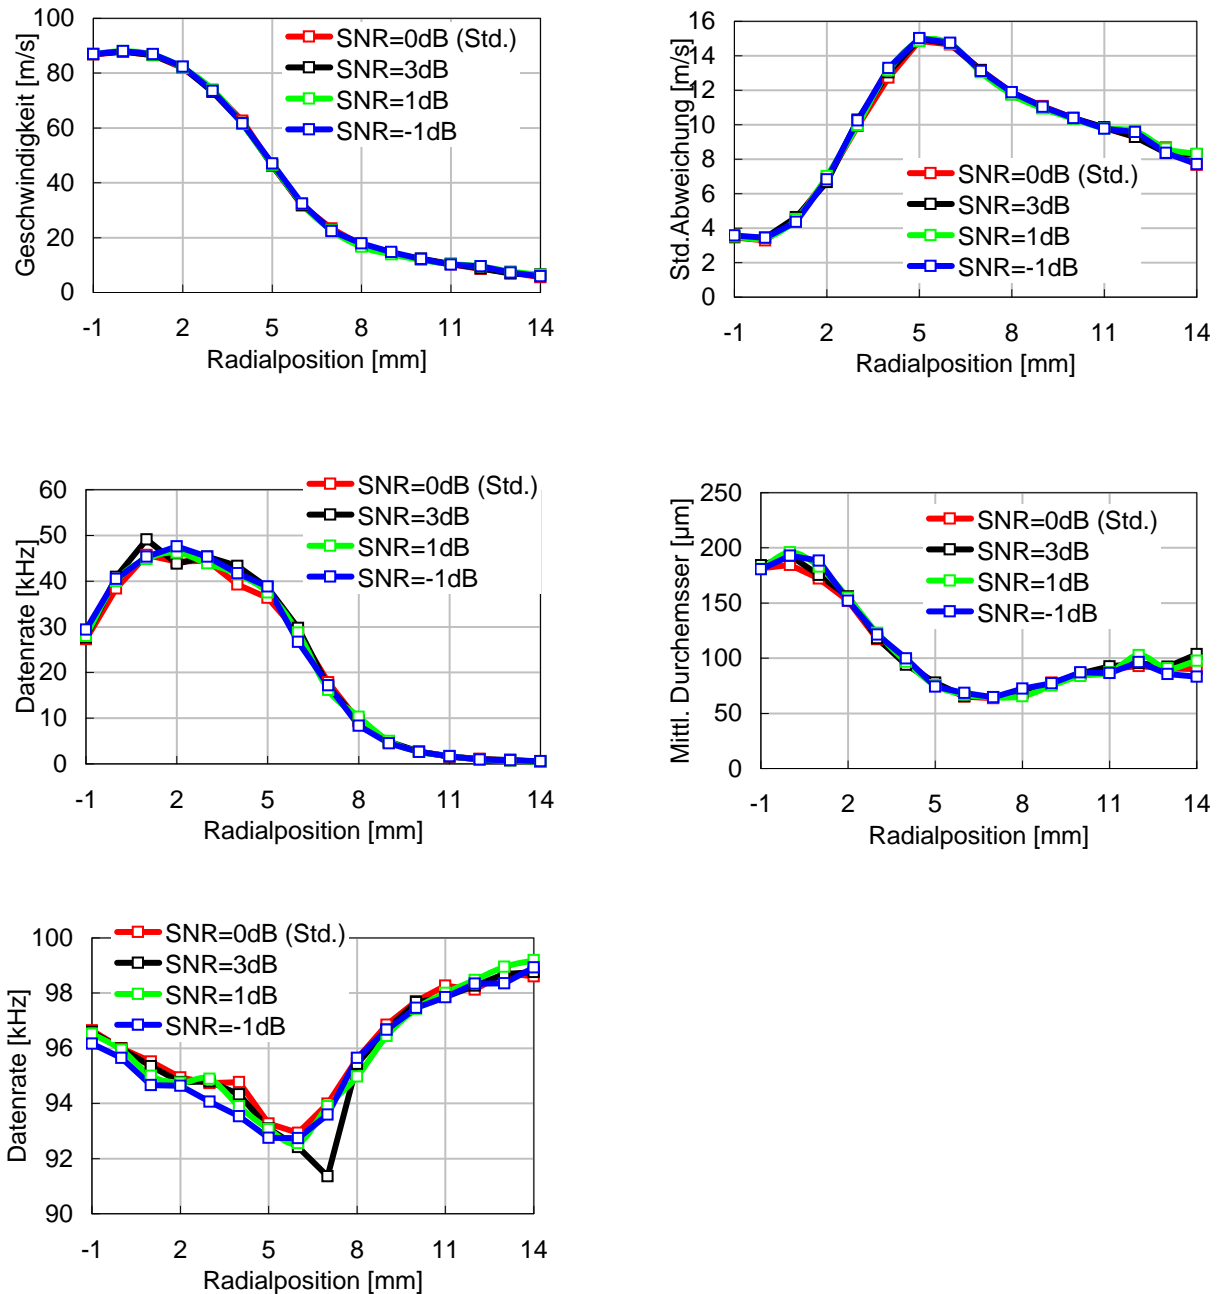 Geschwindigkeit [m/s]
100
80
60
40
20
0
-1 2 5 8 11 14
Radialposition [mm]
SNR=0dB (Std.)
SNR=3dB
SNR=1dB
SNR=-1dB
Std.Abweichung [m/s]
16
14
12
10
8
6
4
2
0
-1 2 5 8 11 14
Radialposition [mm]
SNR=0dB (Std.)
SNR=3dB
SNR=1dB
SNR=-1dB
Datenrate [kHz]
60
50
40
30
20
10
0
-1 2 5 8 11 14
Radialposition [mm]
SNR=0dB (Std.)
SNR=3dB
SNR=1dB
SNR=-1dB
Mittl. Durchemsser [µm]
250
200
150
100
50
0
-1 2 5 8 11 14
Radialposition [mm]
SNR=0dB (Std.)
SNR=3dB
SNR=1dB
SNR=-1dB
Datenrate [kHz]
100
98
96
94
92
90
-1 2 5 8 11 14
Radialposition [mm]
SNR=0dB (Std.)
SNR=3dB
SNR=1dB
SNR=-1dB